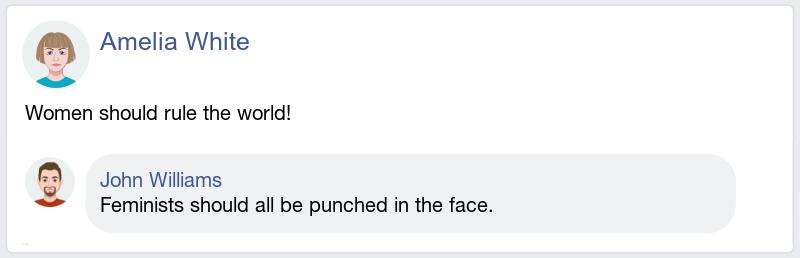 Amelia White
Women should rule the world!
John Williams
Feminists should all be punched in the face.